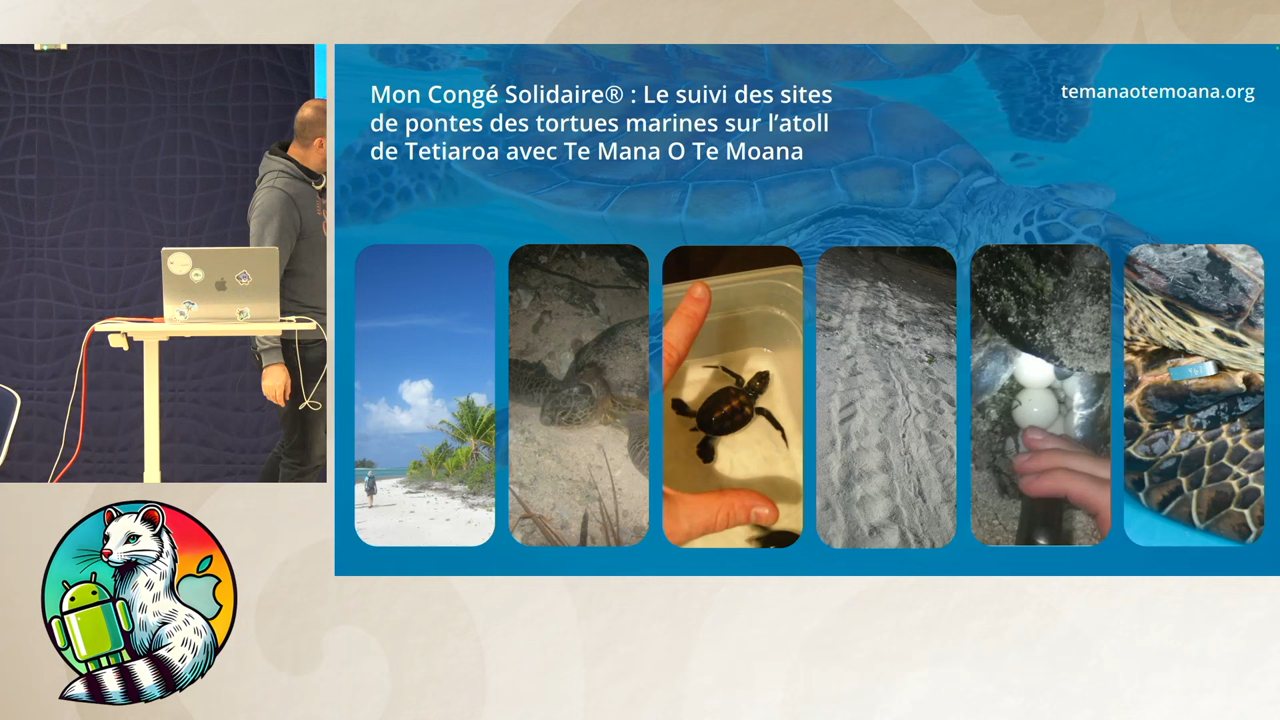 Mon Congé Solidaire® : Le suivi des sites
de pontes des tortues marines sur l'atoll
de Tetiaroa avec Te Mana O Te Moana
temanaotemoana.org